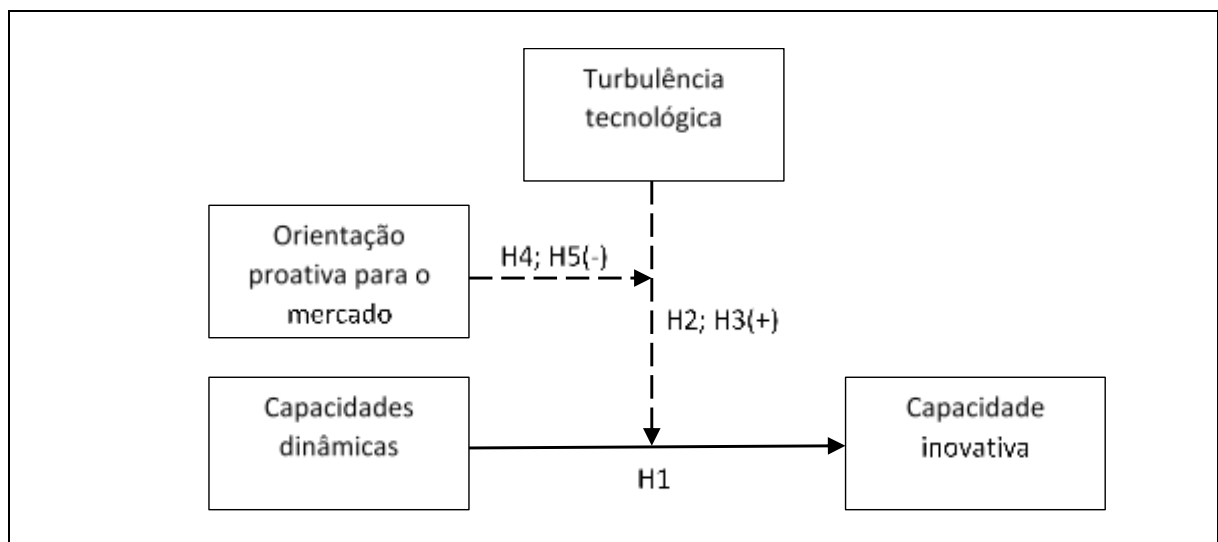 Turbulência
tecnológica
Orientação
proativa para o
mercado
H4; H5(-)
H2; H3(+)
Capacidades
dinâmicas
Capacidade
inovativa
H1